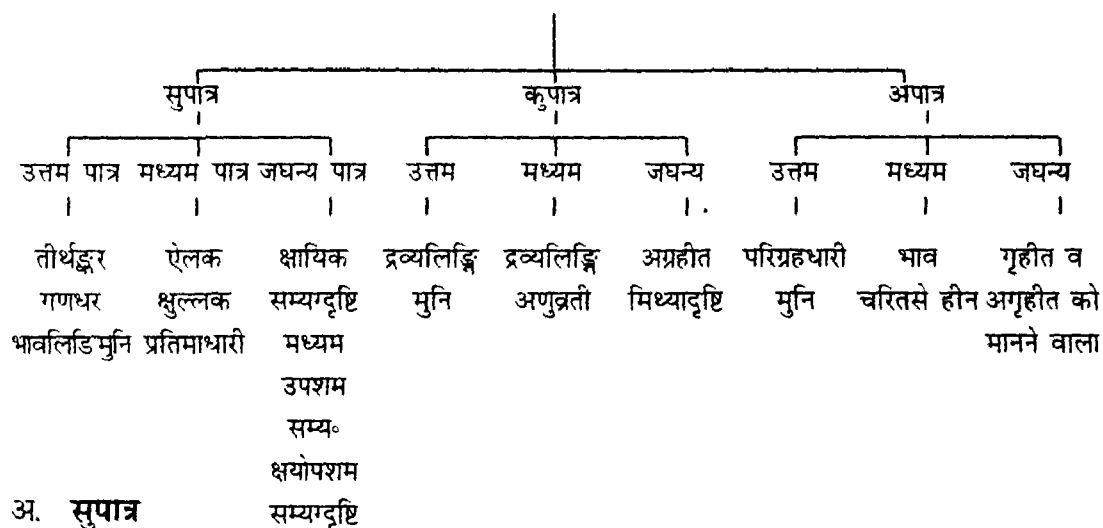 सुपात्र कुपात्र अपात्र
उत्तम पात्र मध्यम पात्र जघन्य पात्र उत्तम मध्यम जघन्य उत्तम मध्यम जघन्य
तीर्थङ्कर ऐलक क्षायिक द्रव्यलिङ्गि द्रव्यलिङ्गि अग्रहीत परिग्रहधारी भाव गृहीत व
गणधर क्षुल्लक सम्यग्दृष्टि मुनि अणुव्रती मिथ्यादृष्टि मुनि चरितसे हीन अगृहीत को
भावलिडिमुनि प्रतिमाधारी मध्यम मानने वाला
उपशम
सम्य॰
क्षयोपशम
अ. सुपात्र सम्यग्दृष्टि